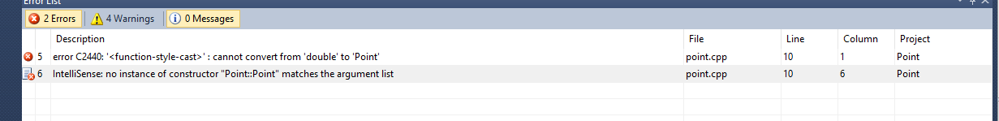 Error List
2 Errors 4 Warnings 0 Messages
Description File Line Column Project
5 error C2440: '<function-style-cast>' : cannot convert from 'double' to 'Point' point.cpp 10 1 Point
6 IntelliSense: no instance of constructor "Point::Point" matches the argument list point.cpp 10 6 Point